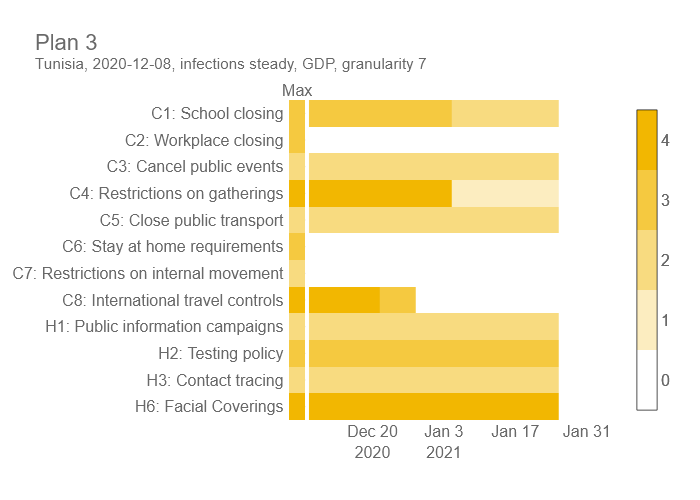 Plan 3
Tunisia, 2020-12-08, infections steady, GDP, granularity 7
Max
C1: School closing
C2: Workplace closing
C3: Cancel public events
C4: Restrictions on gatherings
C5: Close public transport
C6: Stay at home requirements
C7: Restrictions on internal movement
C8: International travel controls
H1: Public information campaigns
H2: Testing policy
H3: Contact tracing
H6: Facial Coverings
Dec 20 Jan 3 Jan 17 Jan 31
2020 2021
4
3
2
1
0